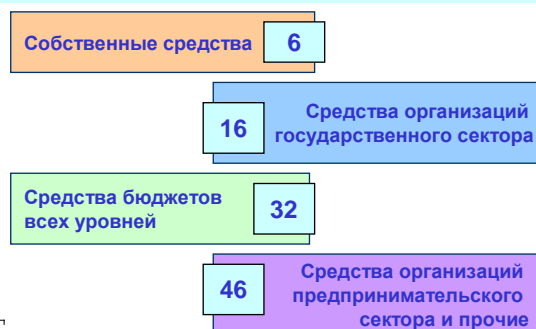 Собственные средства 6
16 Средства организаций
государственного сектора
Средства бюджетов
всех уровней 32
46 Средства организаций
предпринимательского
сектора и прочие